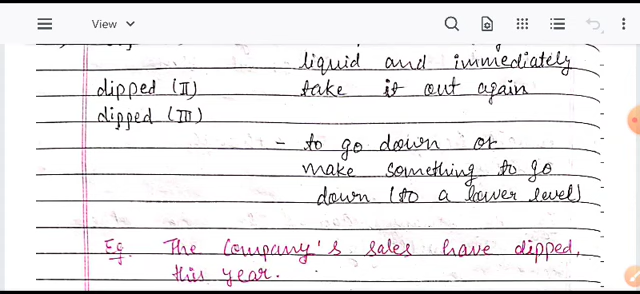 View
liquid and immediately
dipped (II) take it out again
dipped (III)
- to go down or
make something to go
down (to a lower level)
Eg. The Company's sales have dipped,
this year.